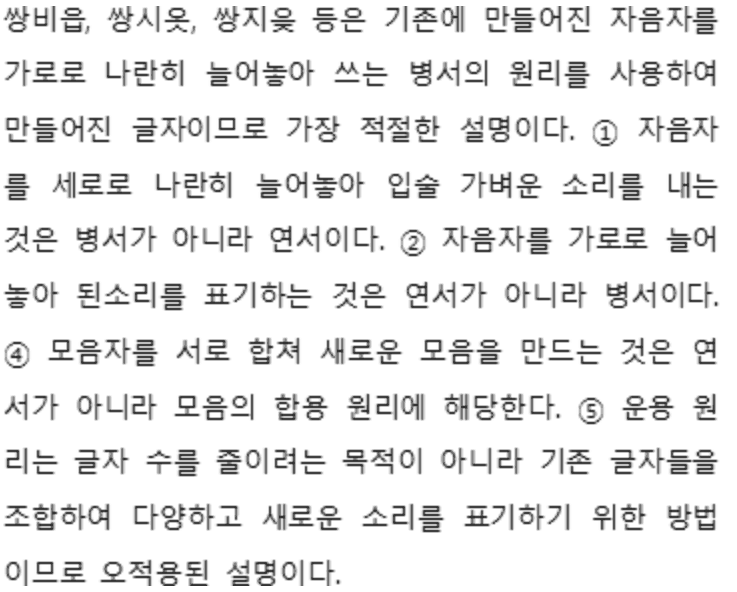 쌍비읍, 쌍시옷, 쌍지읒 등은 기존에 만들어진 자음자를
가로로 나란히 늘어놓아 쓰는 병서의 원리를 사용하여
만들어진 글자이므로 가장 적절한 설명이다. ① 자음자
를 세로로 나란히 늘어놓아 입술 가벼운 소리를 내는
것은 병서가 아니라 연서이다. ② 자음자를 가로로 늘어
놓아 된소리를 표기하는 것은 연서가 아니라 병서이다.
④ 모음자를 서로 합쳐 새로운 모음을 만드는 것은 연
서가 아니라 모음의 합용 원리에 해당한다. ⑤ 운용 원
리는 글자 수를 줄이려는 목적이 아니라 기존 글자들을
조합하여 다양하고 새로운 소리를 표기하기 위한 방법
이므로 오적용된 설명이다.